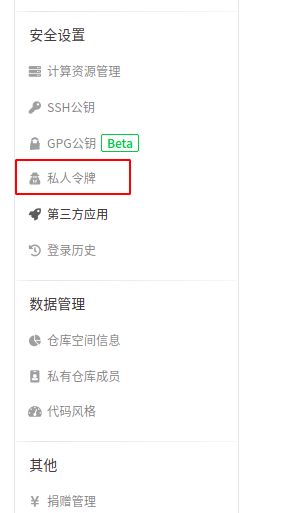 安全设置
计算资源管理
SSH公钥
GPG公钥 Beta
私人令牌
第三方应用
登录历史
数据管理
仓库空间信息
私有仓库成员
代码风格
其他
捐赠管理